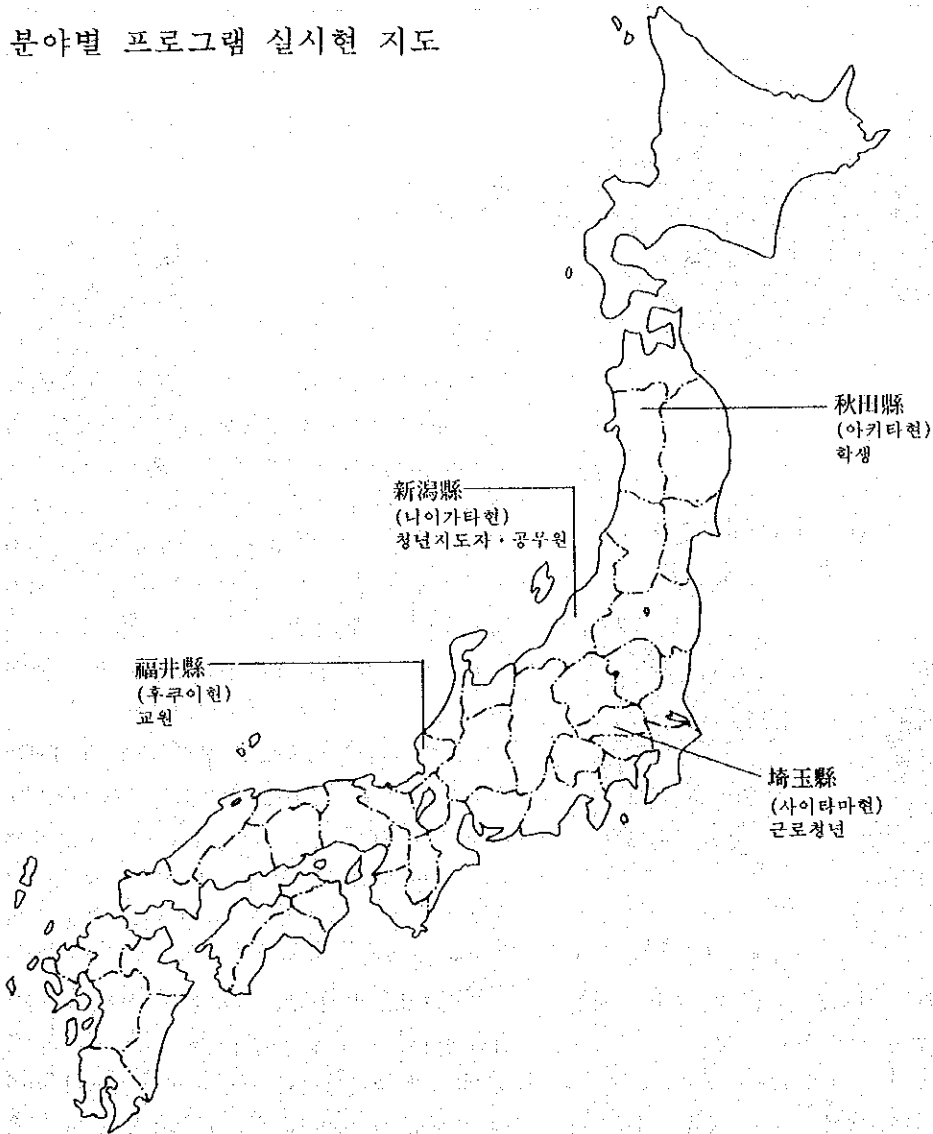 분야별 프로그램 실시현 지도
秋田縣
(아키타현)
학생
新潟縣
(니이가타현)
청년지도자·공무원
福井縣
(후쿠이현)
교원
埼玉縣
(사이타마현)
근로청년